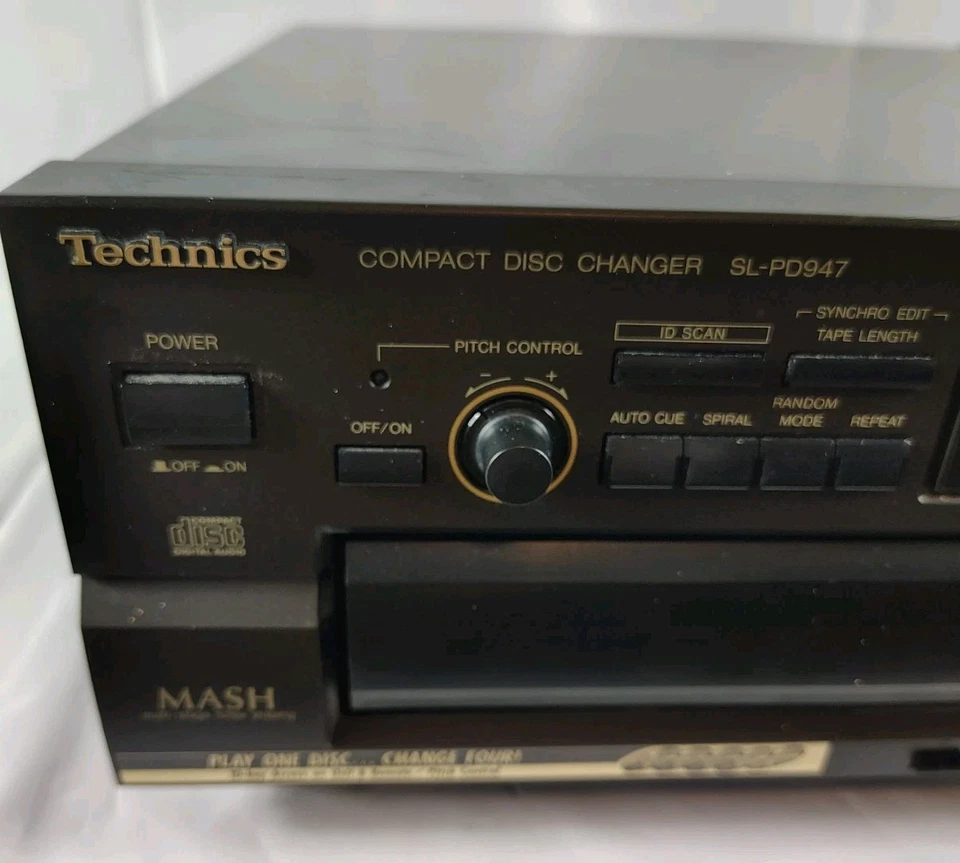 Technics
COMPACT DISC CHANGER SL-PD947
SYNCHRO EDIT
ID SCAN
TAPE LENGTH
POWER
PITCH CONTROL
- +
RANDOM
AUTO CUE SPIRAL MODE REPEAT
OFF/ON
OFF ON
COMPACT
disc
DIGITAL AUDIO
MASH
PLAY ONE DISC... CHANGE FOUR!